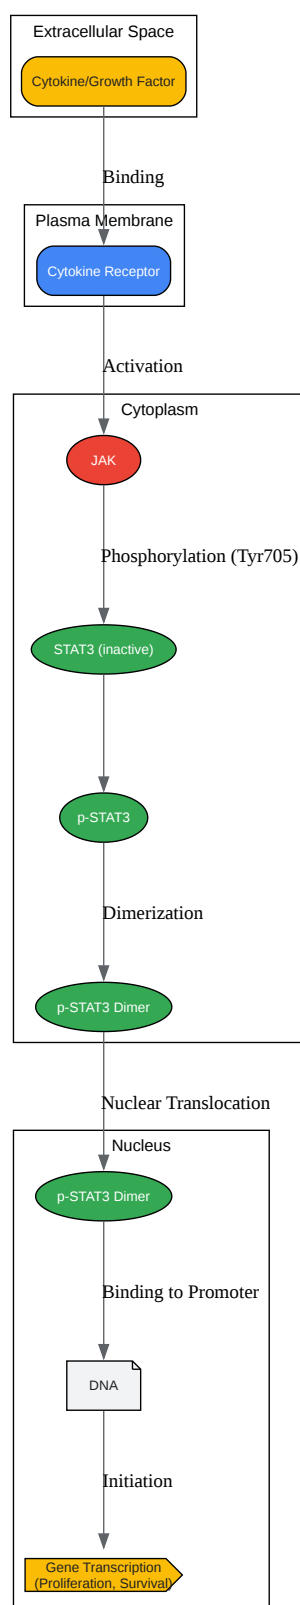 Extracellular Space
Cytokine/Growth Factor
Binding
Plasma Membrane
Cytokine Receptor
Activation
Cytoplasm
JAK
Phosphorylation (Tyr705)
STAT3 (inactive)
p-STAT3
Dimerization
p-STAT3 Dimer
Nuclear Translocation
Nucleus
p-STAT3 Dimer
Binding to Promoter
DNA
Initiation
Gene Transcription
(Proliferation, Survival)